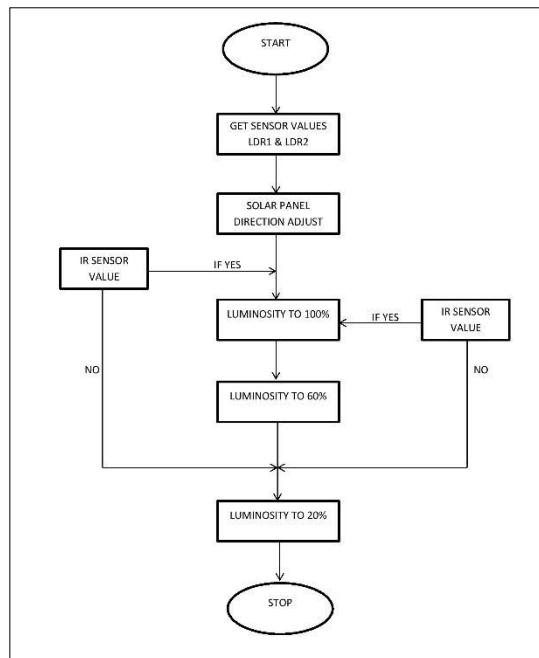 START
GET SENSOR VALUES
LDR1 & LDR2
SOLAR PANEL
DIRECTION ADJUST
IR SENSOR
VALUE
IF YES
LUMINOSITY TO 100%
IF YES
IR SENSOR
VALUE
NO
NO
LUMINOSITY TO 60%
LUMINOSITY TO 20%
STOP